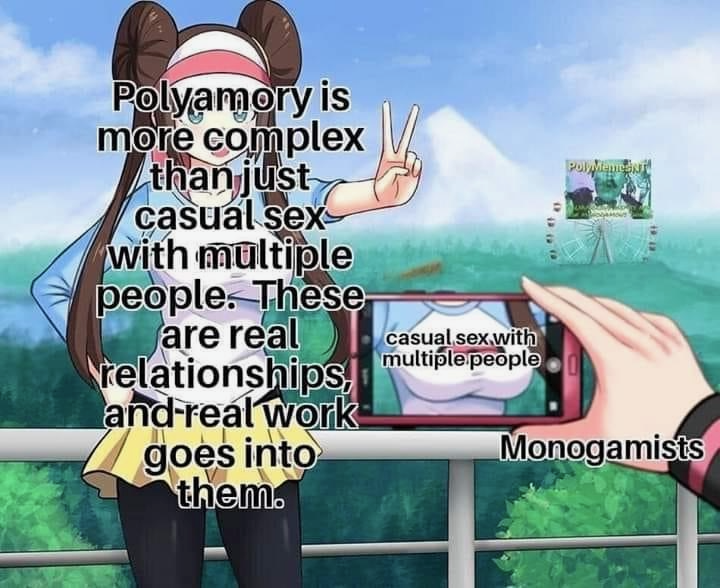 Polyamory is
more complex
than just
casual sex
with multiple
people. These
are real
relationships,
and real work
goes into
them.
casual sex with
multiple people
Monogamists
PolyMemesNT